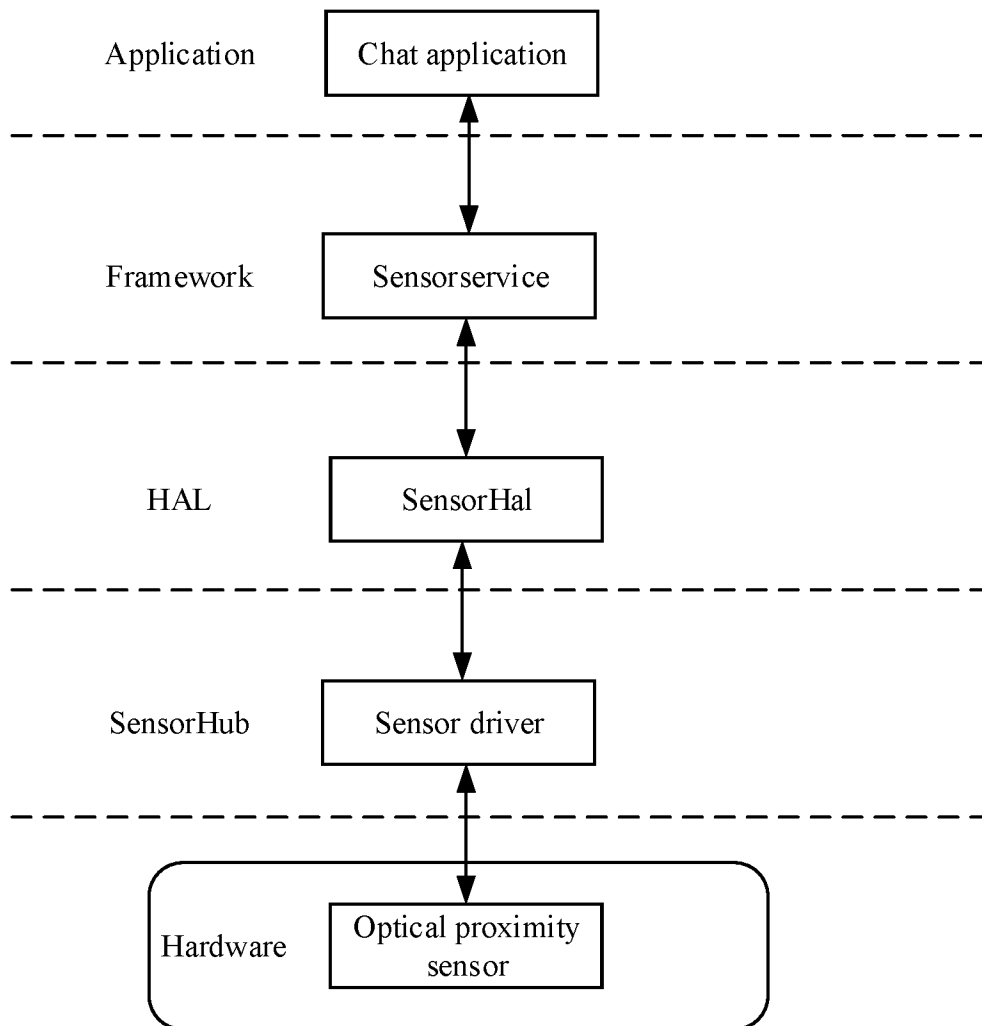 Application
Chat application
Framework
Sensorservice
HAL
SensorHal
SensorHub
Sensor driver
Hardware
Optical proximity
sensor